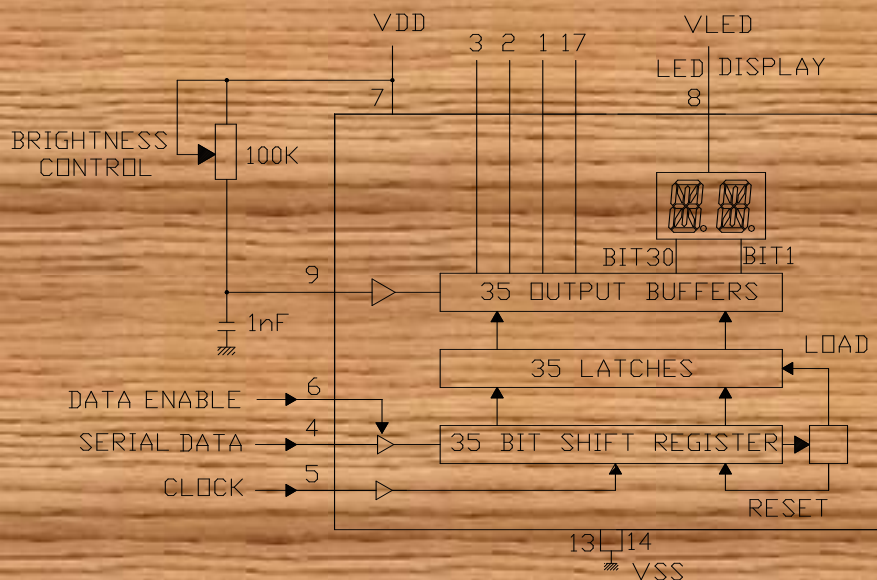 VDD
VLED
3 2 1 17
LED DISPLAY
7
8
BRIGHTNESS
CONTROL
100K
BIT30
BIT1
9
35 OUTPUT BUFFERS
1nF
LOAD
35 LATCHES
6
DATA ENABLE
4
SERIAL DATA
35 BIT SHIFT REGISTER
5
CLOCK
RESET
13
14
VSS